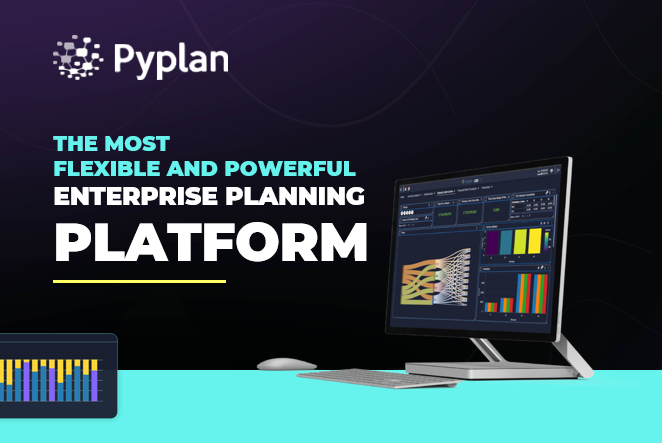 Pyplan
THE MOST
FLEXIBLE AND POWERFUL
ENTERPRISE PLANNING
PLATFORM